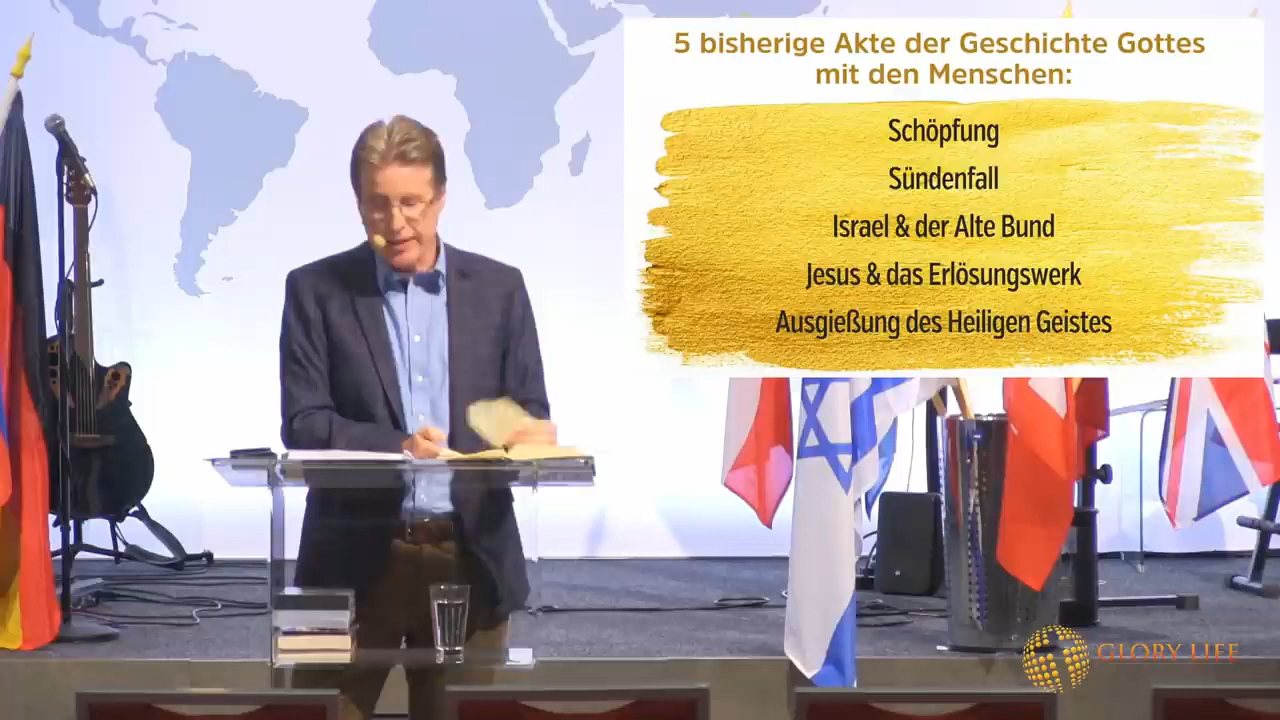 5 bisherige Akte der Geschichte Gottes
mit den Menschen:
Schöpfung
Sündenfall
Israel & der Alte Bund
Jesus & das Erlösungswerk
Ausgießung des Heiligen Geistes
GLORY LIFE